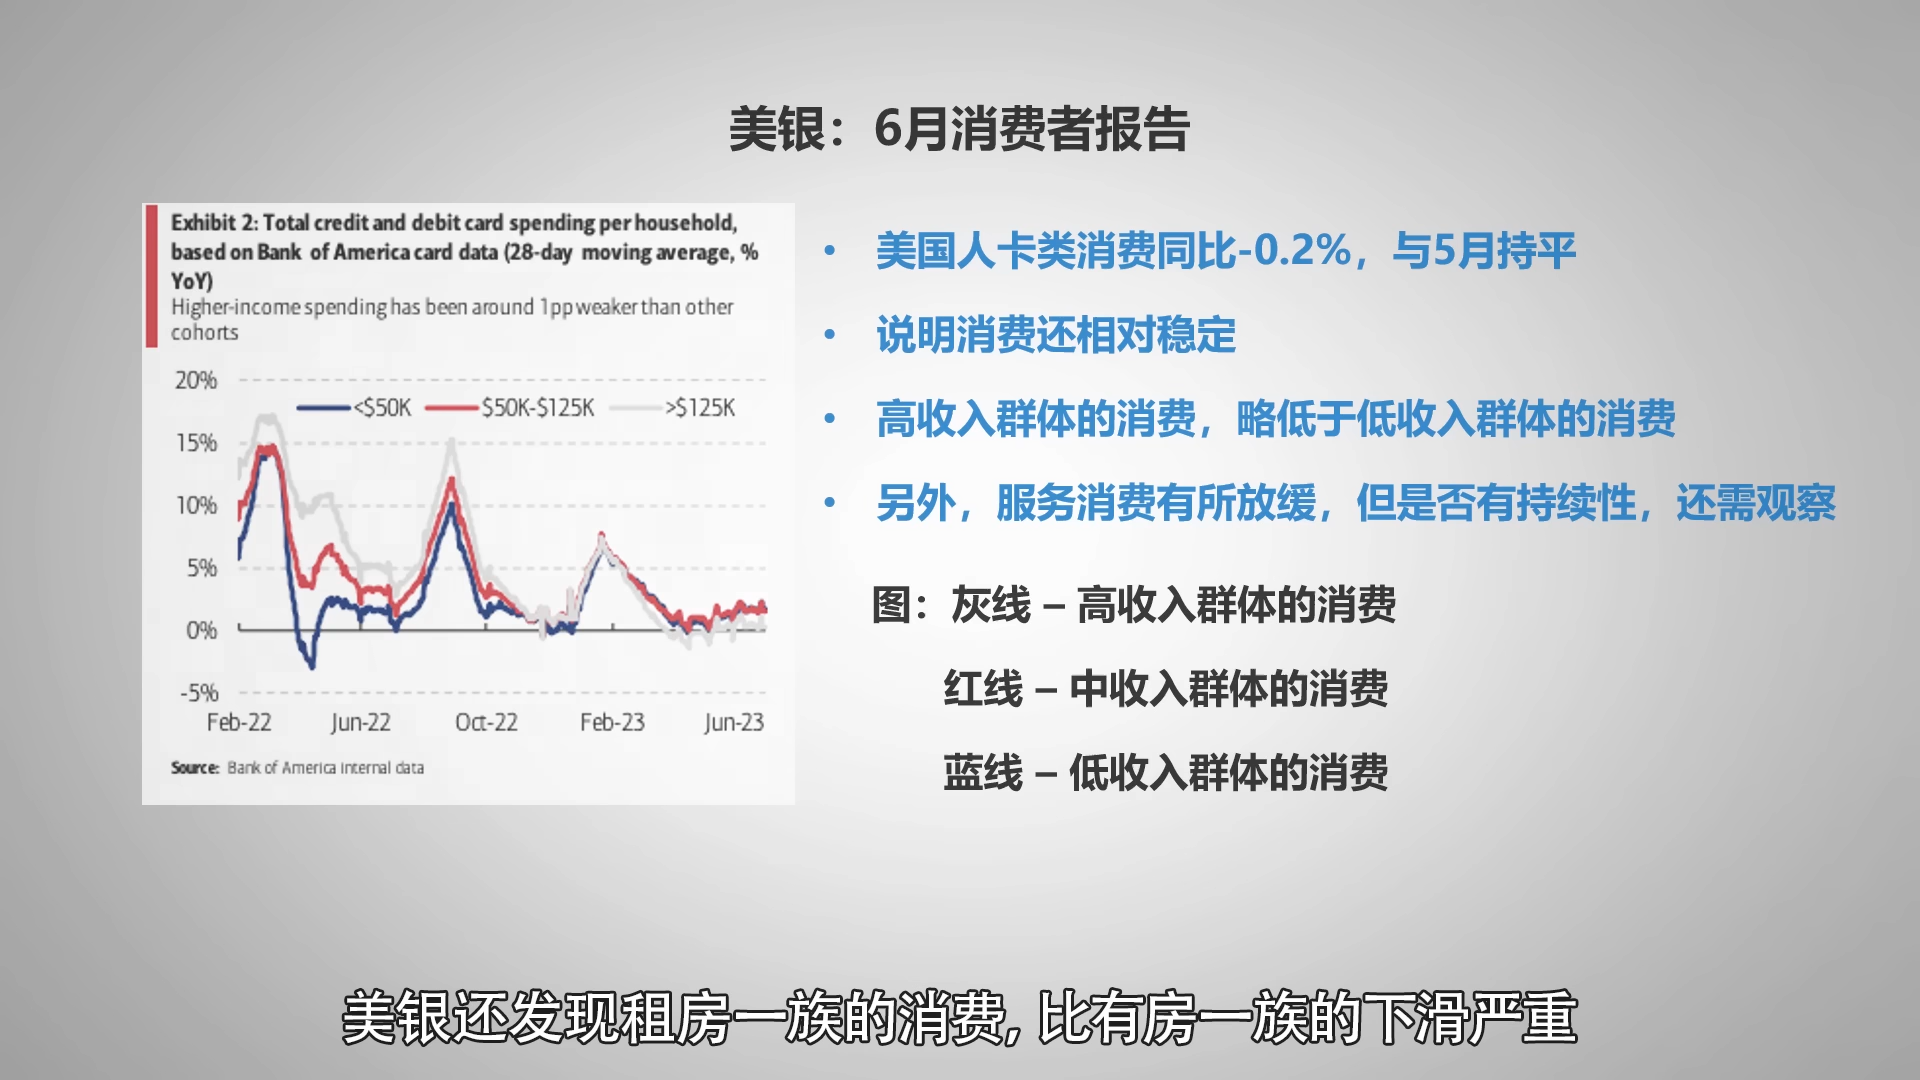 美银：6月消费者报告
Exhibit 2: Total credit and debit card spending per household,
based on Bank of America card data (28-day moving average, %
YoY)
Higher-income spending has been around 1pp weaker than other
cohorts
20%
<$50K $50K-$125K >$125K
15%
10%
5%
0%
-5%
Feb-22 Jun-22 Oct-22 Feb-23 Jun-23
Source: Bank of America internal data
• 美国人卡类消费同比-0.2%，与5月持平
• 说明消费还相对稳定
• 高收入群体的消费，略低于低收入群体的消费
• 另外，服务消费有所放缓，但是否有持续性，还需观察
图：灰线 – 高收入群体的消费
红线 – 中收入群体的消费
蓝线 – 低收入群体的消费
美银还发现租房一族的消费, 比有房一族的下滑严重